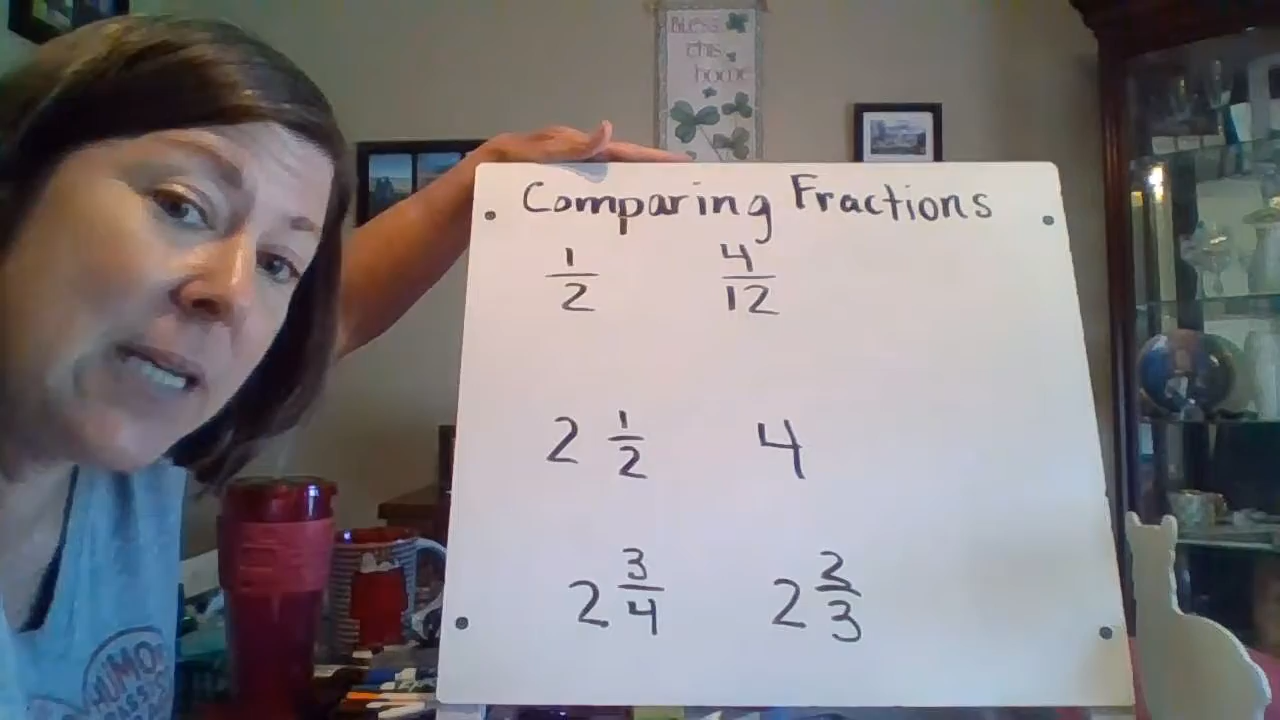 Bless
this
home
Comparing Fractions
1/2 4/12
2 1/2 4
2 3/4 2 2/3
HUMOR